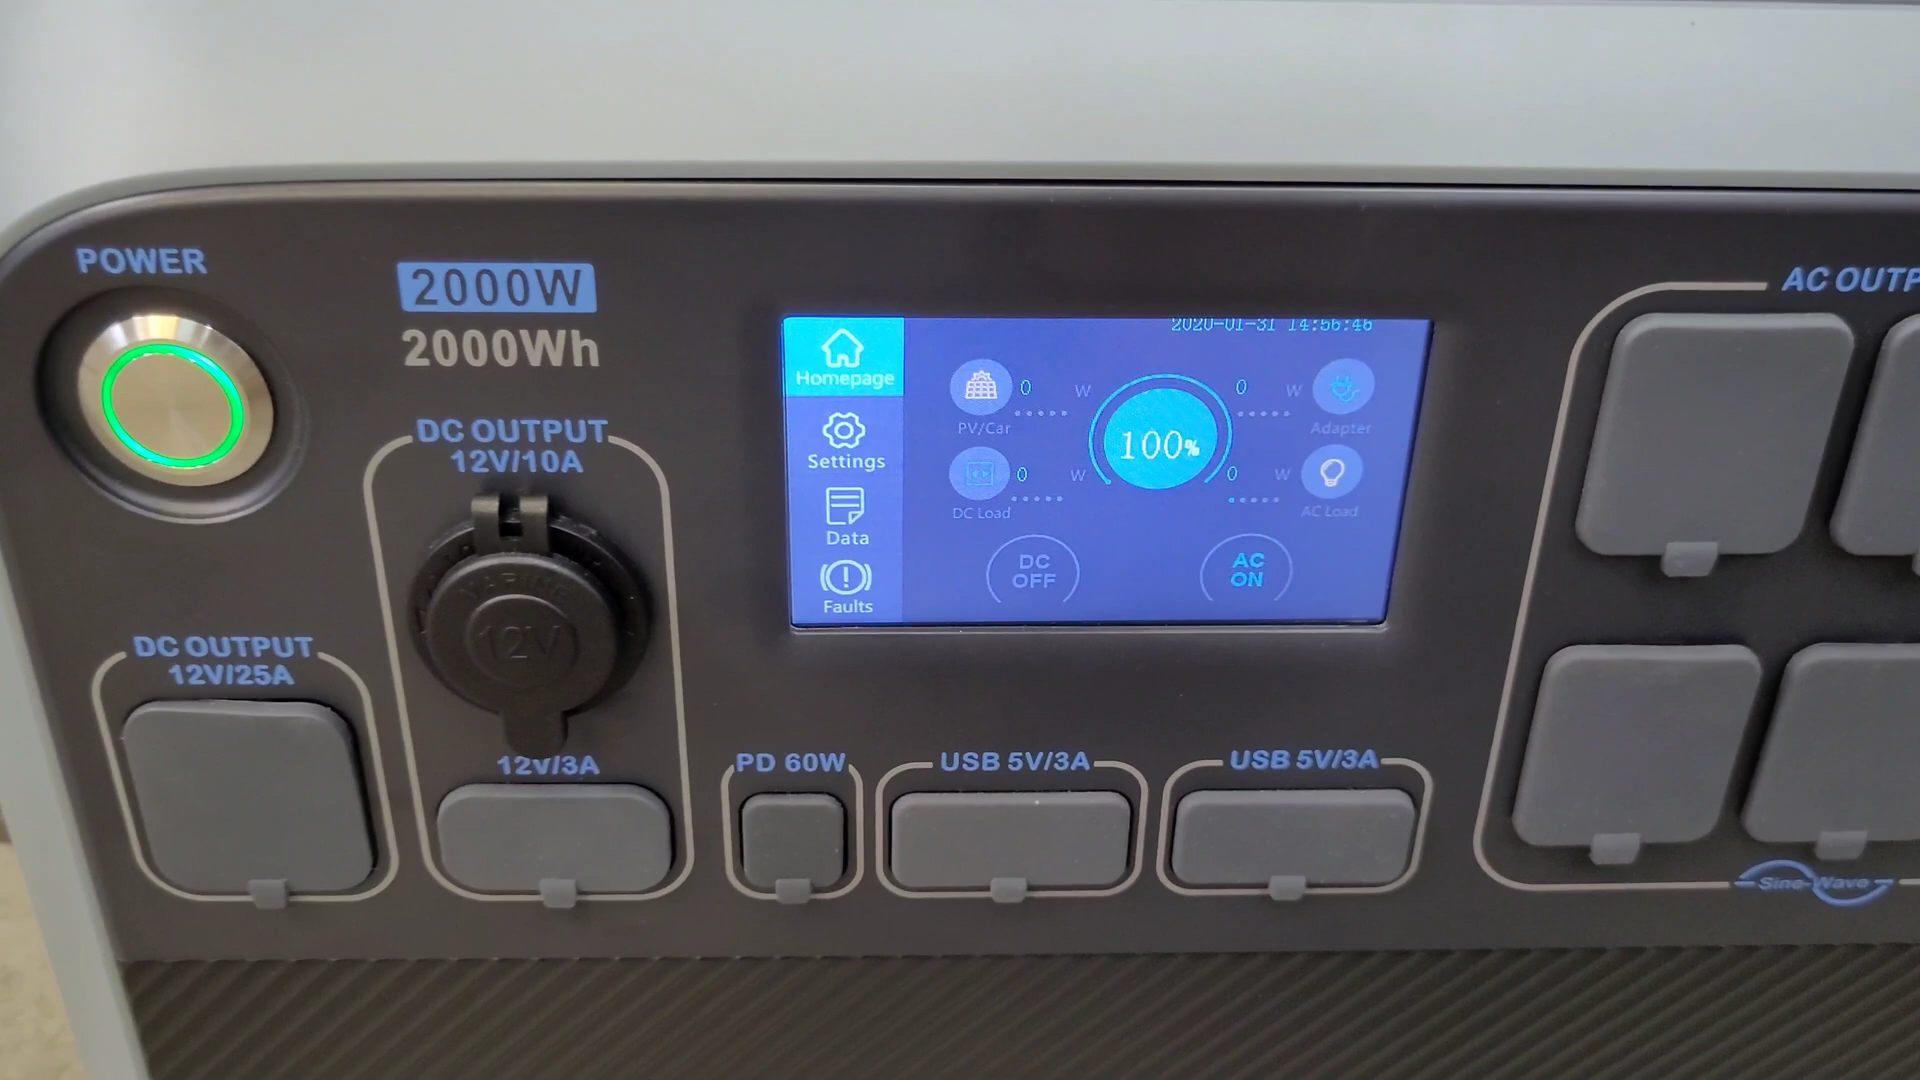 POWER
2000W
2000Wh
DC OUTPUT
12V/10A
12V
12V/3A
DC OUTPUT
12V/25A
2020-01-31 14:56:46
Homepage
Settings
Data
Faults
PV/Car
0 W
0 W
Adapter
100%
DC Load
0 W
0 W
AC Load
DC
OFF
AC
ON
PD 60W
USB 5V/3A
USB 5V/3A
AC OUTP
Sine-Wave